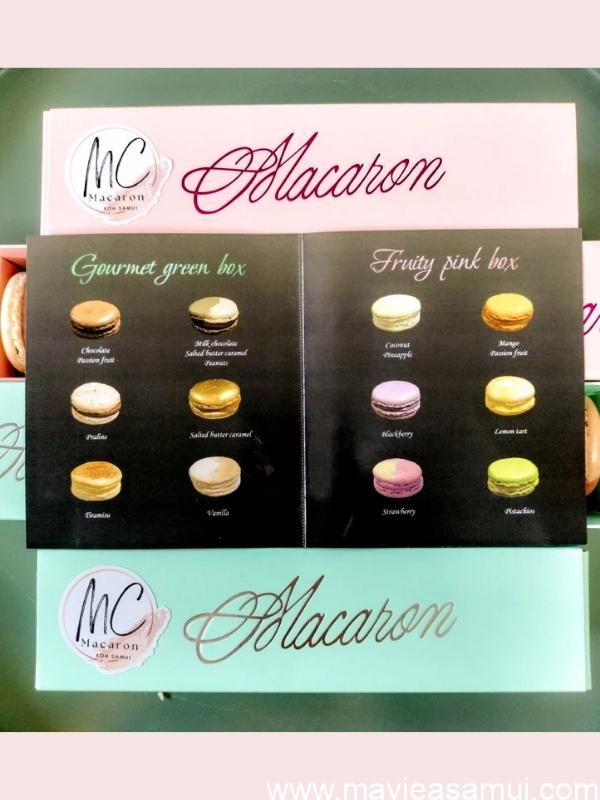 MC
Macaron
KOH SAMUI
Macaron
Gourmet green box
Fruity pink box
Chocolate
Passion fruit
Milk chocolate
Salted butter caramel
Peanuts
Coconut
Pineapple
Mango
Passion fruit
Praline
Salted butter caramel
Blackberry
Lemon tart
Tiramisu
Vanilla
Strawberry
Pistachios
MC
Macaron
KOH SAMUI
Macaron
www.mavieasamui.com